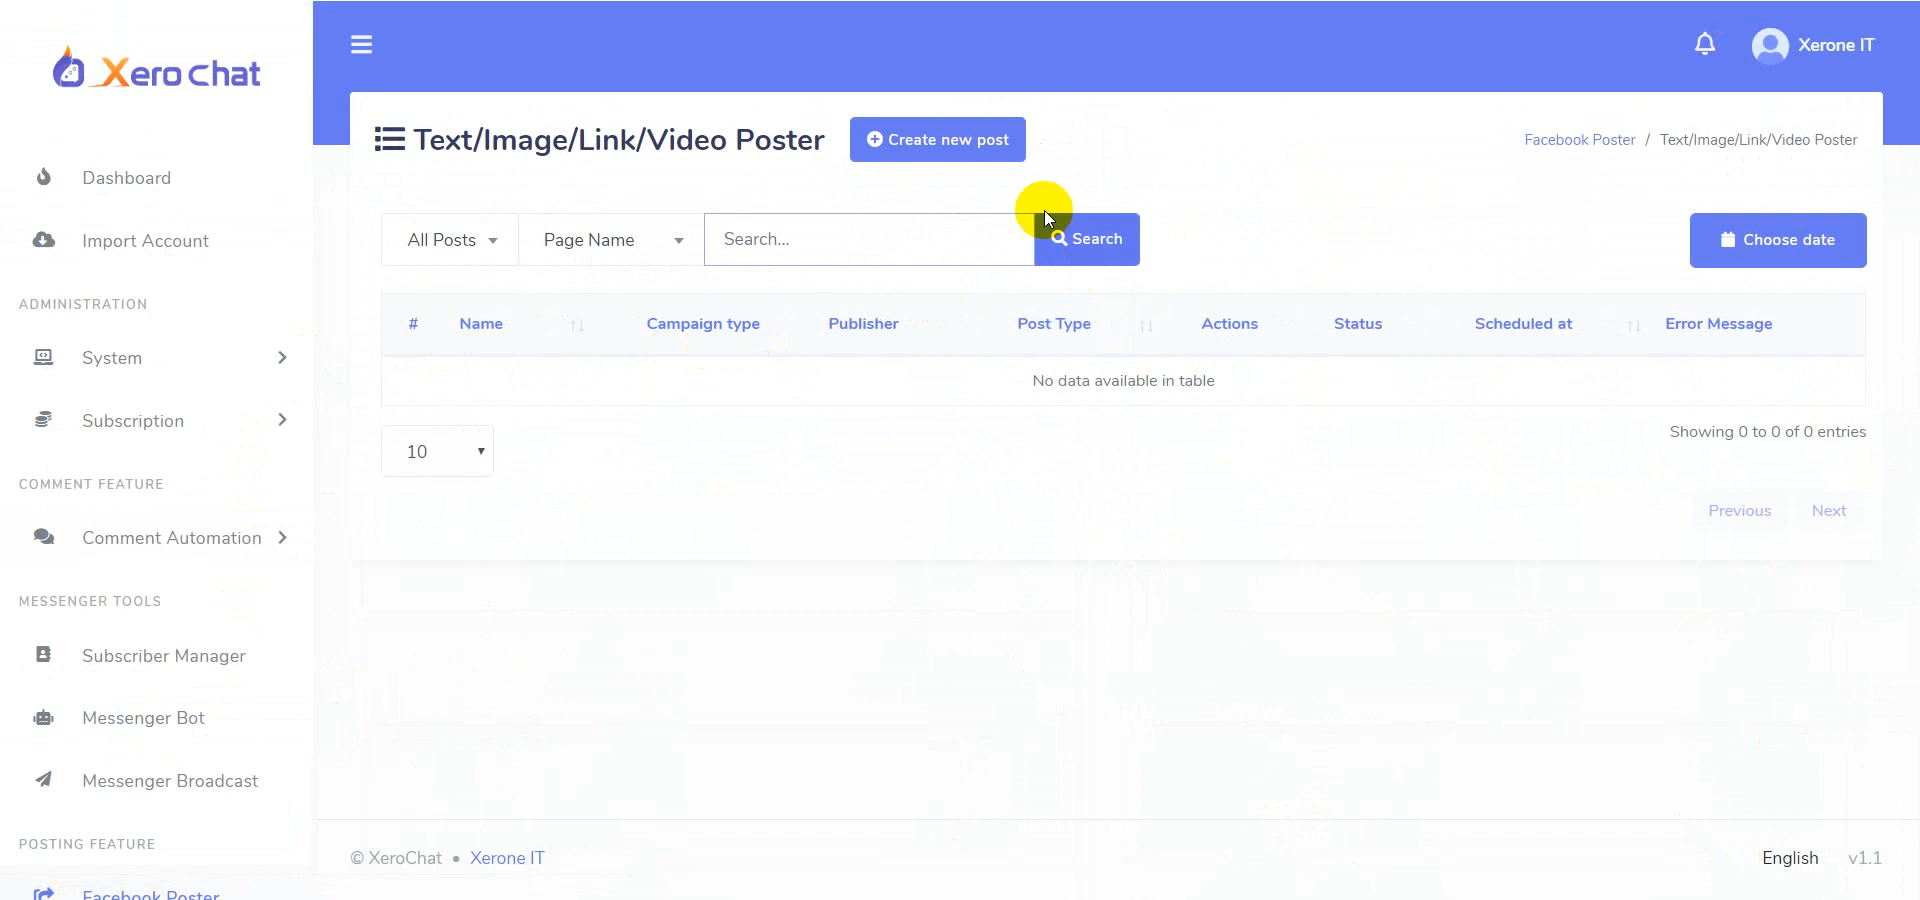 Xero Chat
Xerone IT
Text/Image/Link/Video Poster
Create new post
Facebook Poster / Text/Image/Link/Video Poster
Dashboard
Import Account
ADMINISTRATION
System
Subscription
COMMENT FEATURE
Comment Automation
MESSENGER TOOLS
Subscriber Manager
Messenger Bot
Messenger Broadcast
POSTING FEATURE
Facebook Poster
All Posts
Page Name
Search...
Search
Choose date
# Name Campaign type Publisher Post Type Actions Status Scheduled at Error Message
No data available in table
10
Showing 0 to 0 of 0 entries
Previous Next
© XeroChat • Xerone IT
English v1.1